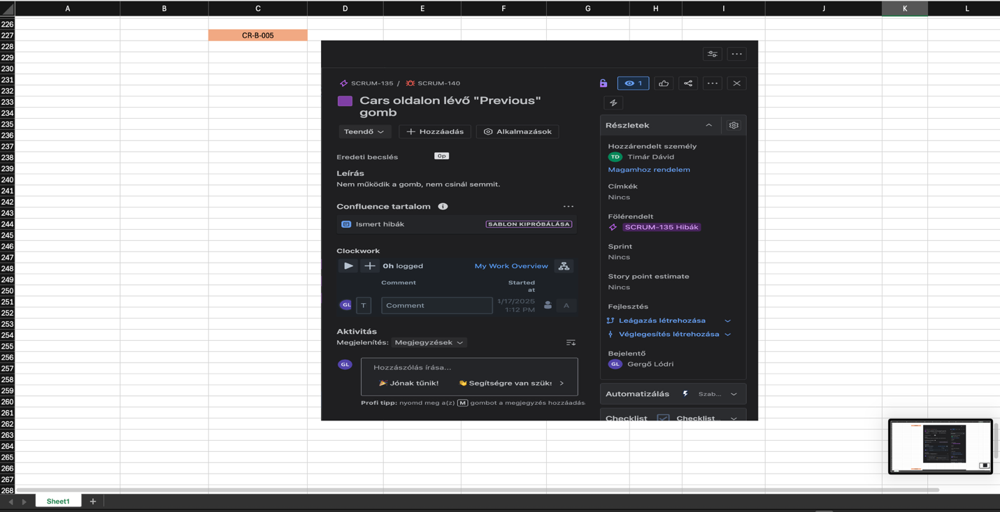 A B C D E F G H I J K L
226
227 CR-B-005
228
229
230
231
232
233
234
235
236
237
238
239
240
241
242
243
244
245
246
247
248
249
250
251
252
253
254
255
256
257
258
259
260
261
262
263
264
265
266
267
268
SCRUM-135 / SCRUM-140
1
Cars oldalon lévő "Previous"
gomb
Teendő
Hozzáadás
Alkalmazások
Eredeti becslés 0p
Leírás
Nem működik a gomb, nem csinál semmit.
Confluence tartalom
Ismert hibák SABLON KIPRÓBÁLÁSA
Clockwork
0h logged My Work Overview
Comment Started
at
GL T Comment 1/17/2025
1:12 PM A
Aktivitás
Megjelenítés: Megjegyzések
GL Hozzászólás írása...
🎉 Jónak tűnik! 👋 Segítségre van szük
Profi tipp: nyomd meg a(z) M gombot a megjegyzés hozzáadás
Részletek
Hozzárendelt személy
TD Timár Dávid
Magamhoz rendelem
Címkék
Nincs
Fölérendelt
SCRUM-135 Hibák
Sprint
Nincs
Story point estimate
Nincs
Fejlesztés
Leágazás létrehozása
Véglegesítés létrehozása
Bejelentő
GL Gergő Lódri
Automatizálás Szab...
Checklist Checklist...
Sheet1